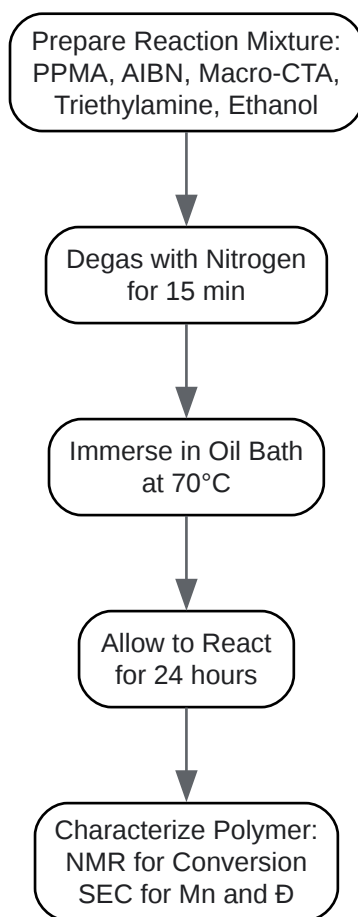 Prepare Reaction Mixture:
PPMA, AIBN, Macro-CTA,
Triethylamine, Ethanol
Degas with Nitrogen
for 15 min
Immerse in Oil Bath
at 70°C
Allow to React
for 24 hours
Characterize Polymer:
NMR for Conversion
SEC for Mn and Đ